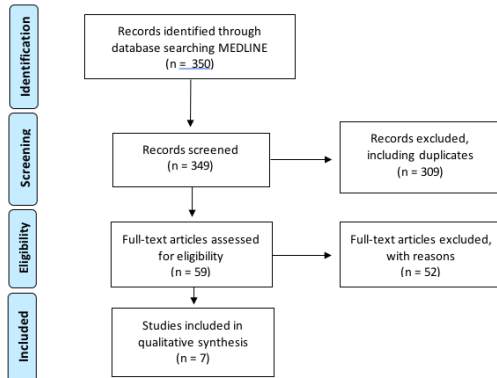 Identification
Records identified through
database searching MEDLINE
(n = 350)
Screening
Records screened
(n = 349)
Records excluded,
including duplicates
(n = 309)
Eligibility
Full-text articles assessed
for eligibility
(n = 59)
Full-text articles excluded,
with reasons
(n = 52)
Included
Studies included in
qualitative synthesis
(n = 7)